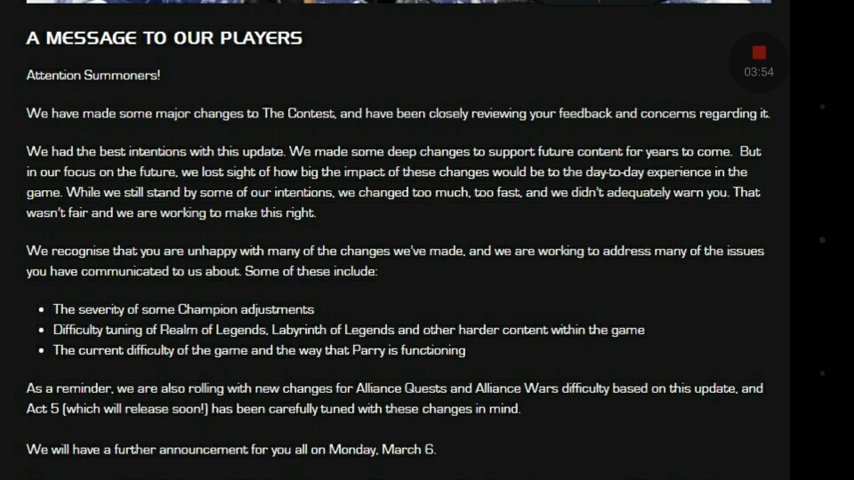 A MESSAGE TO OUR PLAYERS
03:54
Attention Summoners!
We have made some major changes to The Contest, and have been closely reviewing your feedback and concerns regarding it.
We had the best intentions with this update. We made some deep changes to support future content for years to come. But
in our focus on the future, we lost sight of how big the impact of these changes would be to the day-to-day experience in the
game. While we still stand by some of our intentions, we changed too much, too fast, and we didn't adequately warn you. That
wasn't fair and we are working to make this right.
We recognise that you are unhappy with many of the changes we've made, and we are working to address many of the issues
you have communicated to us about. Some of these include:
• The severity of some Champion adjustments
• Difficulty tuning of Realm of Legends, Labyrinth of Legends and other harder content within the game
• The current difficulty of the game and the way that Parry is functioning
As a reminder, we are also rolling with new changes for Alliance Quests and Alliance Wars difficulty based on this update, and
Act 5 (which will release soon!) has been carefully tuned with these changes in mind.
We will have a further announcement for you all on Monday, March 6.